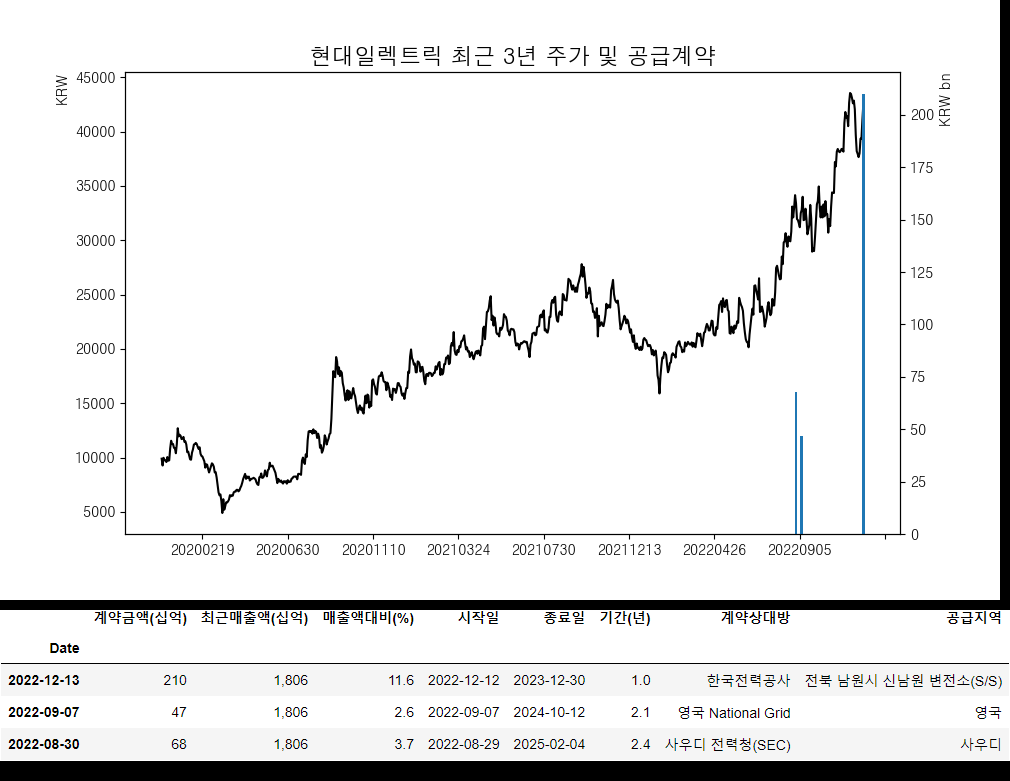 현대일렉트릭 최근 3년 주가 및 공급계약
KRW
KRW bn
45000
40000
35000
30000
25000
20000
15000
10000
5000
200
175
150
125
100
75
50
25
0
20200219 20200630 20201110 20210324 20210730 20211213 20220426 20220905
계약금액(십억) 최근매출액(십억) 매출액대비(%) 시작일 종료일 기간(년) 계약상대방 공급지역
Date
2022-12-13 210 1,806 11.6 2022-12-12 2023-12-30 1.0 한국전력공사 전북 남원시 신남원 변전소(S/S)
2022-09-07 47 1,806 2.6 2022-09-07 2024-10-12 2.1 영국 National Grid 영국
2022-08-30 68 1,806 3.7 2022-08-29 2025-02-04 2.4 사우디 전력청(SEC) 사우디